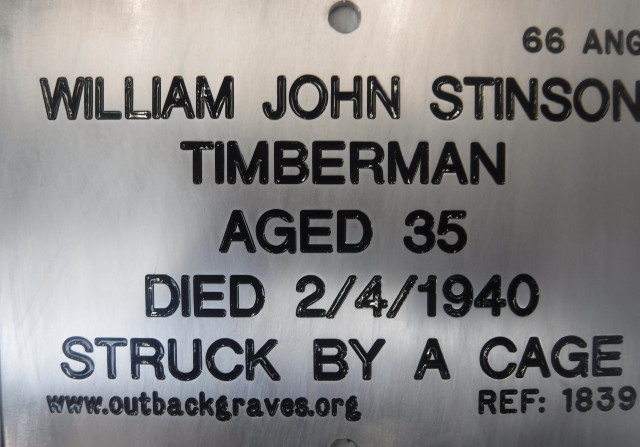 66 ANG
WILLIAM JOHN STINSON
TIMBERMAN
AGED 35
DIED 2/4/1940
STRUCK BY A CAGE
www.outbackgraves.org REF: 1839